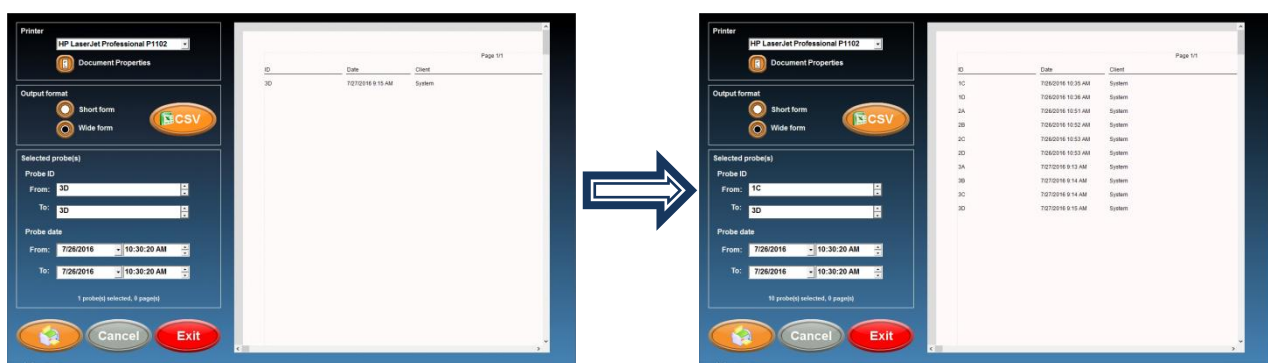 Printer
HP LaserJet Professional P1102
Document Properties
Output format
Short form
Wide form
CSV
Selected probe(s)
Probe ID
From: 3D
To: 3D
Probe date
From: 7/26/2016 10:30:20 AM
To: 7/26/2016 10:30:20 AM
1 probe(s) selected, 0 page(s)
Cancel
Exit
Page 1/1
ID Date Client
3D 7/27/2016 9:15 AM System
Printer
HP LaserJet Professional P1102
Document Properties
Output format
Short form
Wide form
CSV
Selected probe(s)
Probe ID
From: 1C
To: 3D
Probe date
From: 7/26/2016 10:30:20 AM
To: 7/26/2016 10:30:20 AM
10 probe(s) selected, 0 page(s)
Cancel
Exit
Page 1/1
ID Date Client
1C 7/26/2016 10:35 AM System
1D 7/26/2016 10:36 AM System
2A 7/26/2016 10:51 AM System
2B 7/26/2016 10:52 AM System
2C 7/26/2016 10:53 AM System
2D 7/26/2016 10:53 AM System
3A 7/27/2016 9:13 AM System
3B 7/27/2016 9:14 AM System
3C 7/27/2016 9:14 AM System
3D 7/27/2016 9:15 AM System